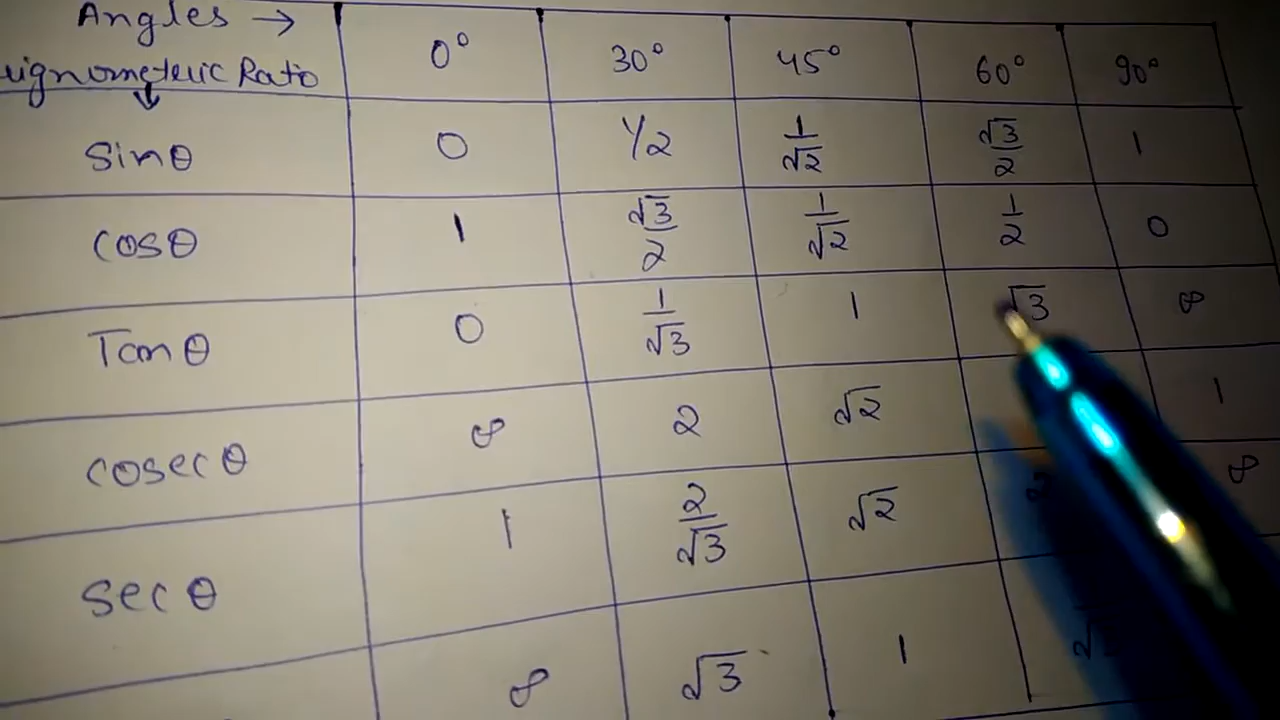 Angles → 0° 30° 45° 60° 90°
rignometeric Ratio
↓
Sinθ 0 1/2 1/√2 √3/2 1
cosθ 1 √3/2 1/√2 1/2 0
Tanθ 0 1/√3 1 √3 ∞
cosecθ ∞ 2 √2 1
secθ 1 2/√3 √2 2 ∞
∞ √3 1